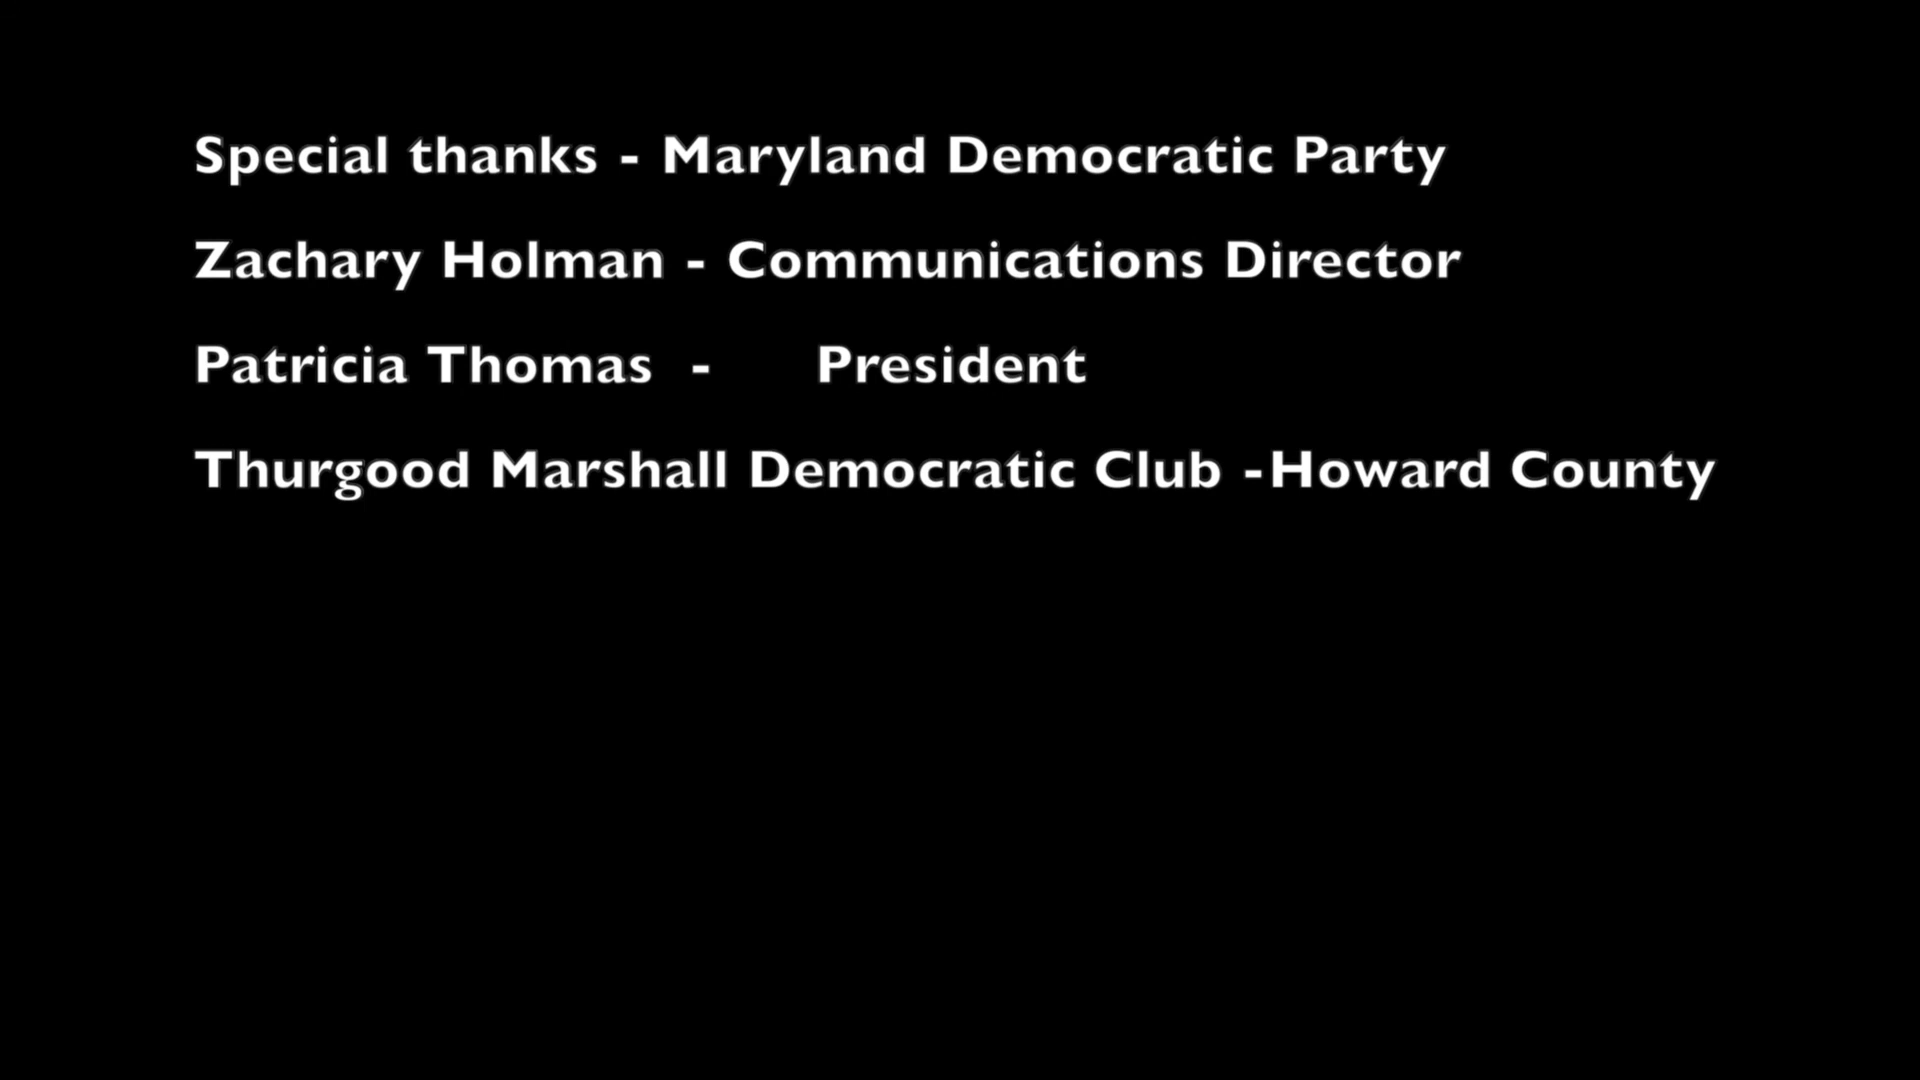 Special thanks - Maryland Democratic Party
Zachary Holman - Communications Director
Patricia Thomas - President
Thurgood Marshall Democratic Club -Howard County